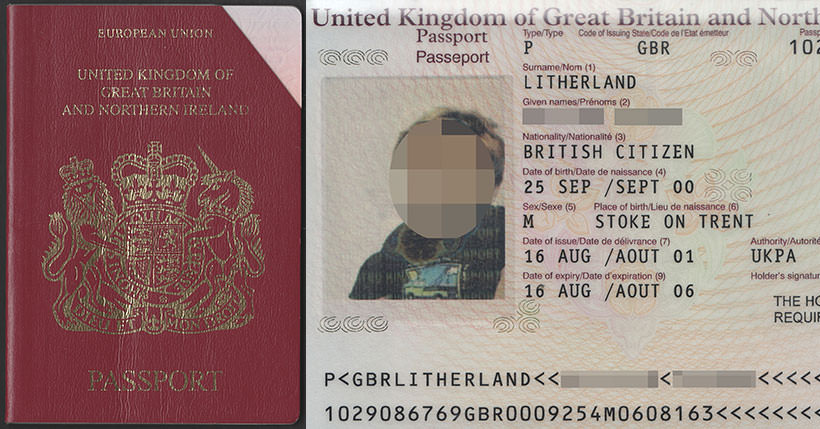 EUROPEAN UNION
UNITED KINGDOM OF
GREAT BRITAIN
AND NORTHERN IRELAND
PASSPORT
United Kingdom of Great Britain and North
Passport
Passeport
Type/Type Code of Issuing State/Code de l'Etat émetteur Passp
P GBR 102
Surname/Nom (1)
LITHERLAND
Given names/Prénoms (2)
Nationality/Nationalité (3)
BRITISH CITIZEN
Date of birth/Date de naissance (4)
25 SEP /SEPT 00
Sex/Sexe (5) Place of birth/Lieu de naissance (6)
M STOKE ON TRENT
Date of issue/Date de délivrance (7) Authority/Autorité
16 AUG /AOUT 01 UKPA
Date of expiry/Date d'expiration (9) Holder's signatu
16 AUG /AOUT 06
THE HO
REQUIR
P<GBRLITHERLAND<< < <<<<<
1029086769GBR0009254M0608163<<<<<<<<